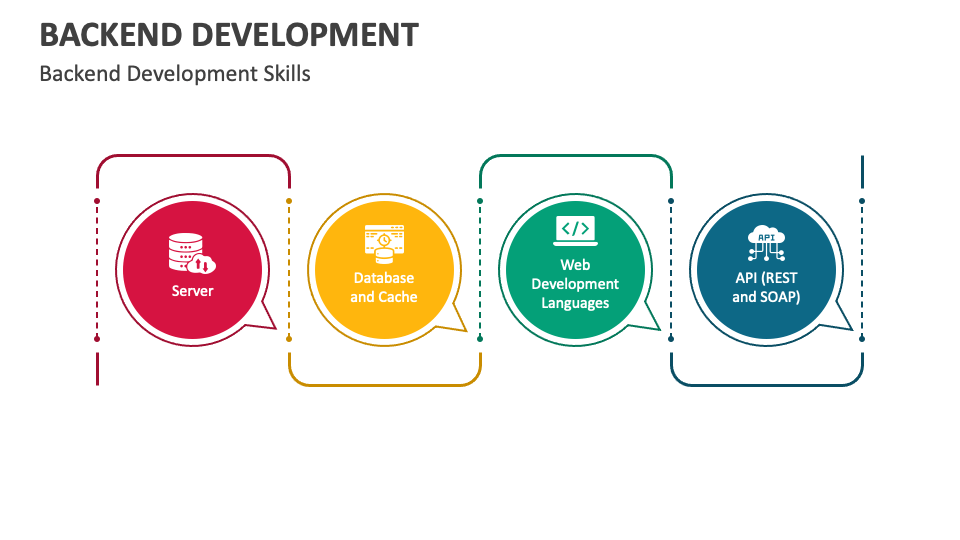 BACKEND DEVELOPMENT
Backend Development Skills
Server
Database
and Cache
</>
Web
Development
Languages
API
API (REST
and SOAP)